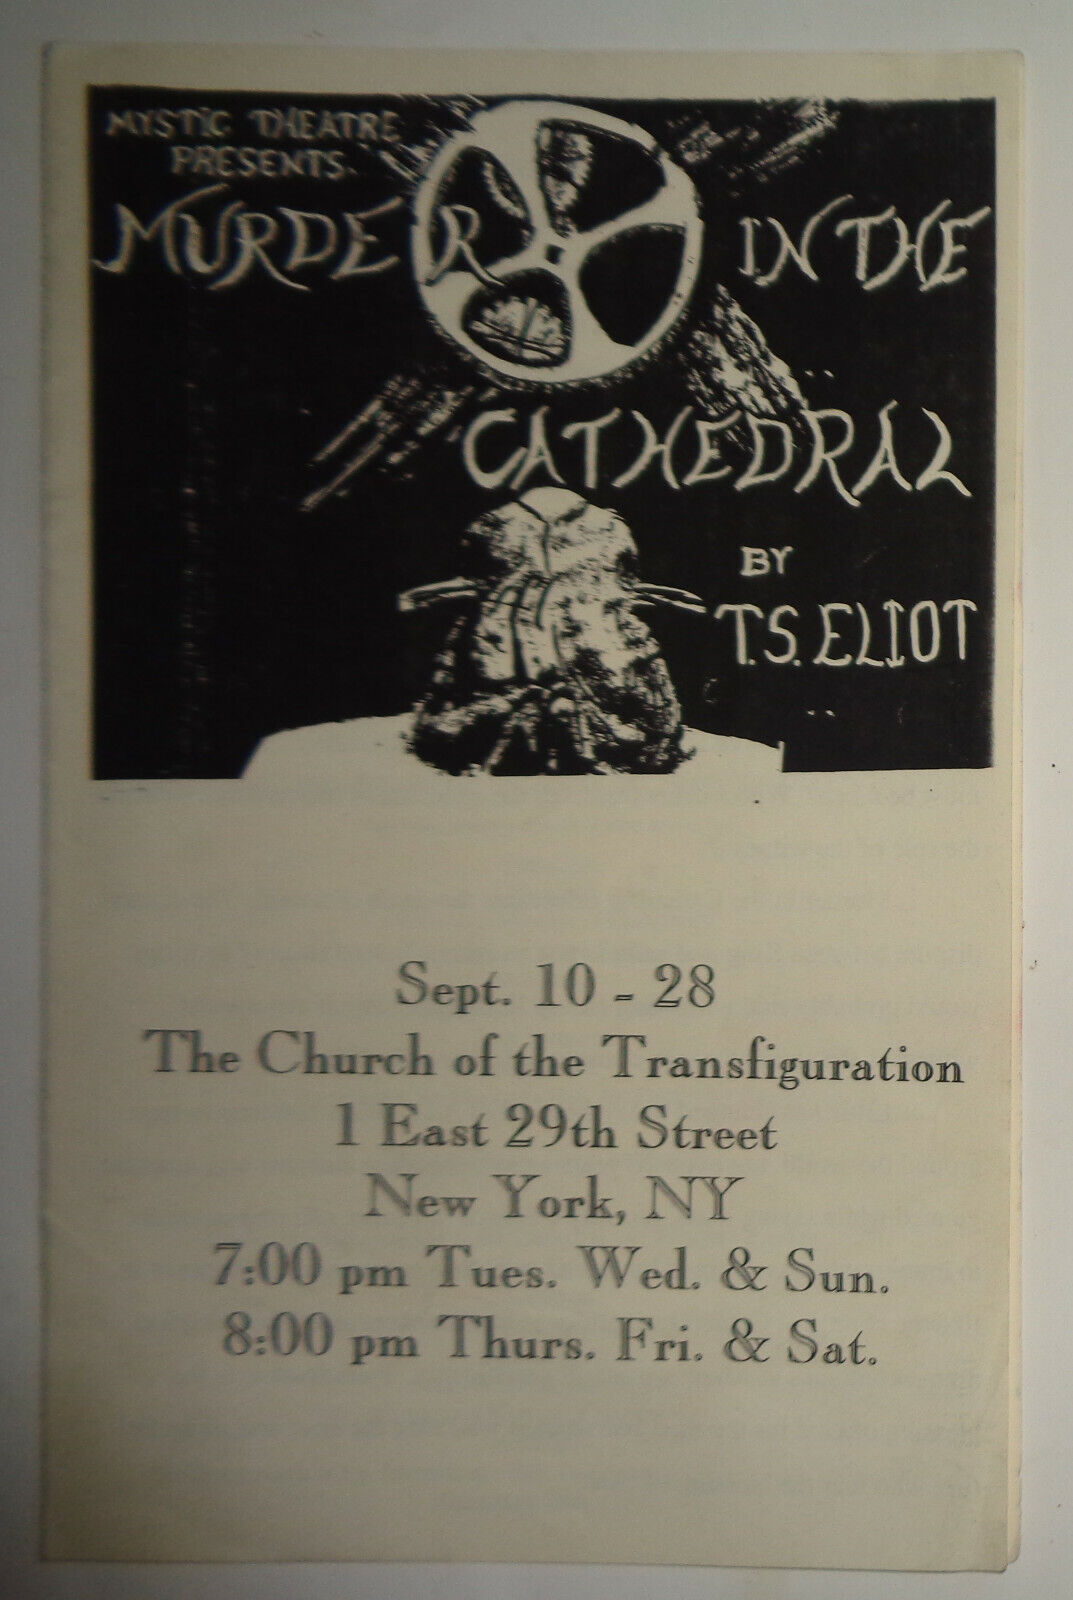 MYSTIC THEATRE
PRESENTS
MURDER IN THE
CATHEDRAL
BY
T.S. ELIOT
Sept. 10 - 28
The Church of the Transfiguration
1 East 29th Street
New York, NY
7:00 pm Tues. Wed. & Sun.
8:00 pm Thurs. Fri. & Sat.